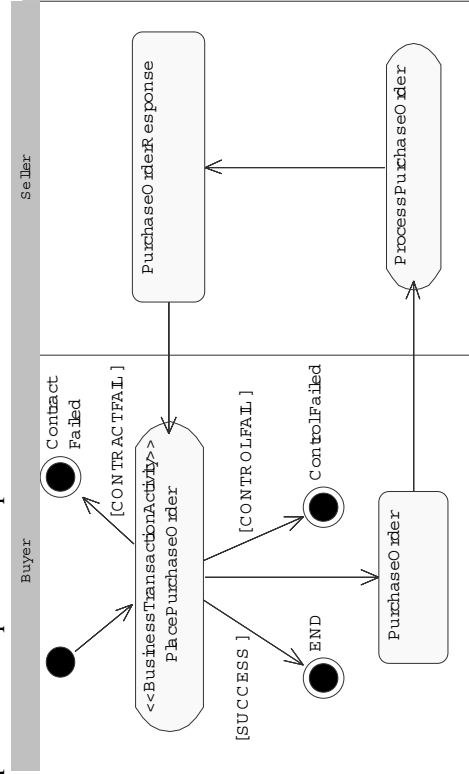 Buyer
Seller
Contract
Failed
[CONTRACTFAIL]
<<BusinessTransactionActivity>>
PlacePurchaseOrder
PurchaseOrderResponse
[SUCCESS]
[CONTROLFAIL]
END
ControlFailed
PurchaseOrder
ProcessPurchaseOrder